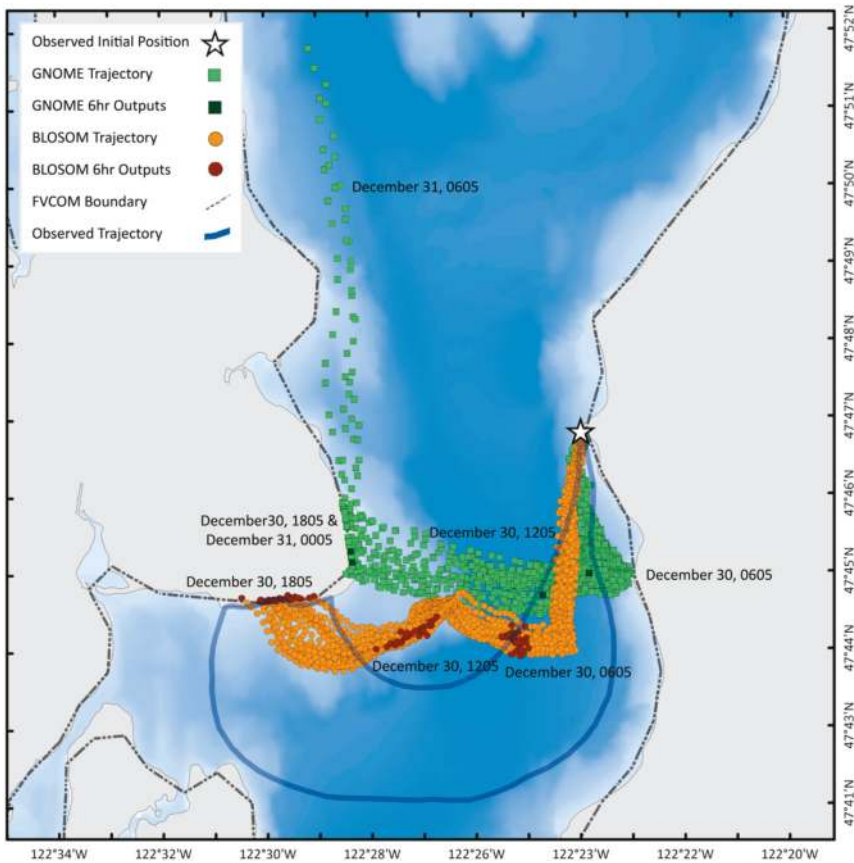 Observed Initial Position
GNOME Trajectory
GNOME 6hr Outputs
BLOSOM Trajectory
BLOSOM 6hr Outputs
FVCOM Boundary
Observed Trajectory
December 31, 0605
December30, 1805 &
December 31, 0005
December 30, 1205
December 30, 1805
December 30, 0605
December 30, 1205
December 30, 0605
47°52'N
47°51'N
47°50'N
47°49'N
47°48'N
47°47'N
47°46'N
47°45'N
47°44'N
47°43'N
47°41'N
122°34'W
122°32'W
122°30'W
122°28'W
122°26'W
122°23'W
122°22'W
122°20'W